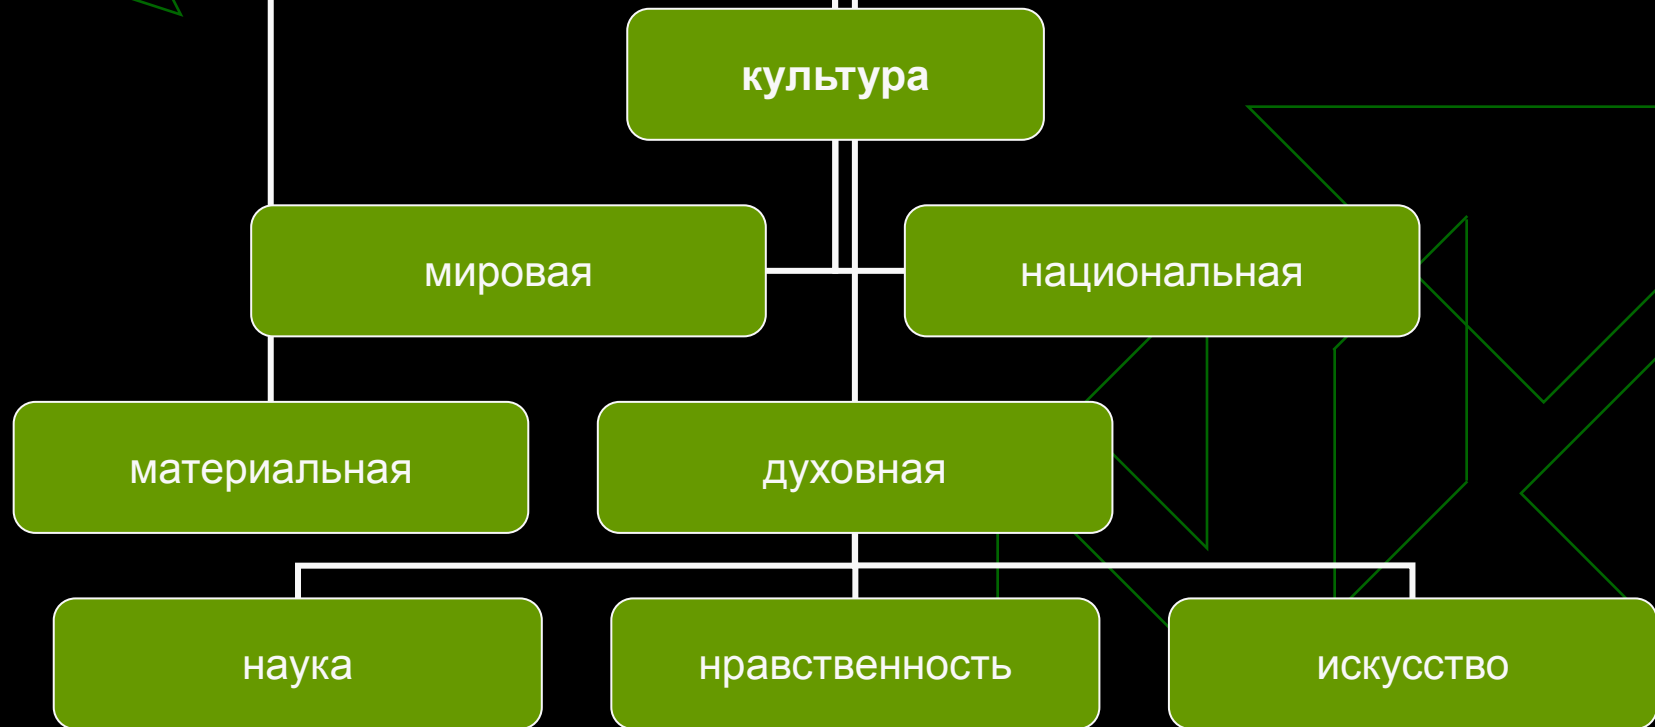 культура
мировая
национальная
материальная
духовная
наука
нравственность
искусство